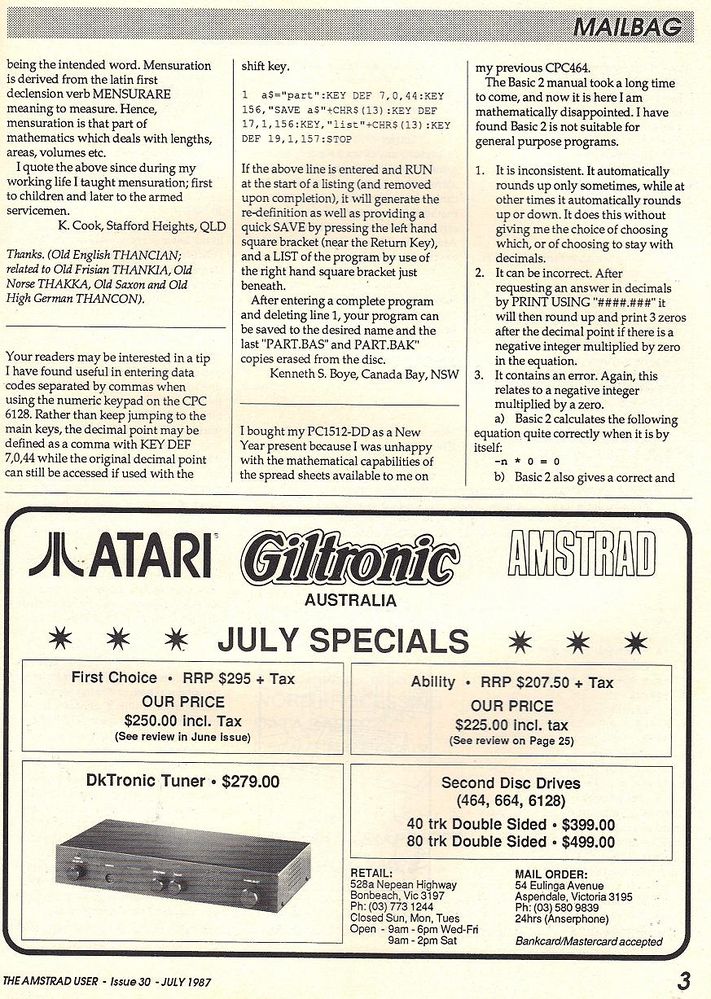 MAILBAG
being the intended word. Mensuration
is derived from the latin first
declension verb MENSURARE
meaning to measure. Hence,
mensuration is that part of
mathematics which deals with lengths,
areas, volumes etc.
I quote the above since during my
working life I taught mensuration; first
to children and later to the armed
servicemen.
K. Cook, Stafford Heights, QLD
Thanks. (Old English THANCIAN;
related to Old Frisian THANKIA, Old
Norse THAKKA, Old Saxon and Old
High German THANCON).
Your readers may be interested in a tip
I have found useful in entering data
codes separated by commas when
using the numeric keypad on the CPC
6128. Rather than keep jumping to the
main keys, the decimal point may be
defined as a comma with KEY DEF
7,0,44 while the original decimal point
can still be accessed if used with the
shift key.
1 a$="part":KEY DEF 7,0,44:KEY
156,"SAVE a$"+CHR$(13):KEY DEF
17,1,156:KEY,"list"+CHR$(13):KEY
DEF 19,1,157:STOP
If the above line is entered and RUN
at the start of a listing (and removed
upon completion), it will generate the
re-definition as well as providing a
quick SAVE by pressing the left hand
square bracket (near the Return Key),
and a LIST of the program by use of
the right hand square bracket just
beneath.
After entering a complete program
and deleting line 1, your program can
be saved to the desired name and the
last "PART.BAS" and PART.BAK"
copies erased from the disc.
Kenneth S. Boye, Canada Bay, NSW
I bought my PC1512-DD as a New
Year present because I was unhappy
with the mathematical capabilities of
the spread sheets available to me on
my previous CPC464.
The Basic 2 manual took a long time
to come, and now it is here I am
mathematically disappointed. I have
found Basic 2 is not suitable for
general purpose programs.
1. It is inconsistent. It automatically
rounds up only sometimes, while at
other times it automatically rounds
up or down. It does this without
giving me the choice of choosing
which, or of choosing to stay with
decimals.
2. It can be incorrect. After
requesting an answer in decimals
by PRINT USING "####.###" it
will then round up and print 3 zeros
after the decimal point if there is a
negative integer multiplied by zero
in the equation.
3. It contains an error. Again, this
relates to a negative integer
multiplied by a zero.
a) Basic 2 calculates the following
equation quite correctly when it is by
itself:
-n * 0 = 0
b) Basic 2 also gives a correct and
ATARI
Giltronic
AMSTRAD
AUSTRALIA
JULY SPECIALS
First Choice • RRP $295 + Tax
OUR PRICE
$250.00 incl. Tax
(See review in June issue)
Ability • RRP $207.50 + Tax
OUR PRICE
$225.00 incl. tax
(See review on Page 25)
DkTronic Tuner • $279.00
Second Disc Drives
(464, 664, 6128)
40 trk Double Sided • $399.00
80 trk Double Sided • $499.00
RETAIL:
528a Nepean Highway
Bonbeach, Vic 3197
Ph: (03) 773 1244
Closed Sun, Mon, Tues
Open - 9am - 6pm Wed-Fri
9am - 2pm Sat
MAIL ORDER:
54 Eulinga Avenue
Aspendale, Victoria 3195
Ph: (03) 580 9839
24hrs (Anserphone)
Bankcard/Mastercard accepted
THE AMSTRAD USER - Issue 30 - JULY 1987
3